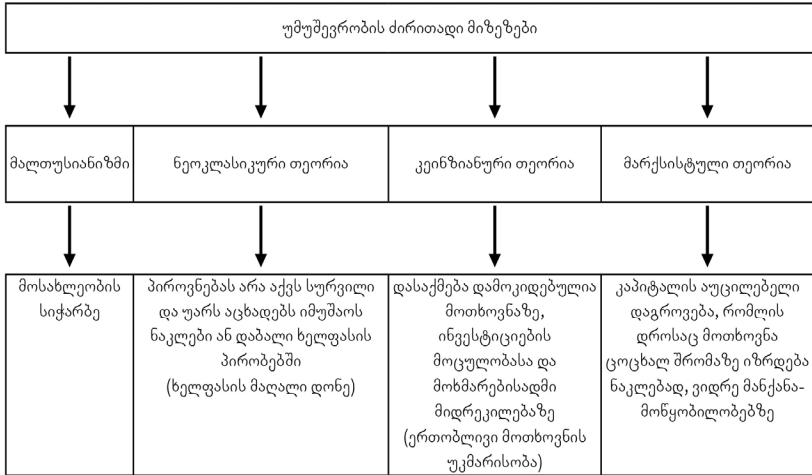 უმუშევრობის ძირითადი მიზეზები
მალთუსიანიზმი
ნეოკლასიკური თეორია
კეინზიანური თეორია
მარქსისტული თეორია
მოსახლეობის
სიჭარბე
პიროვნებას არა აქვს სურვილი
და უარს აცხადებს იმუშაოს
ნაკლები ან დაბალი ხელფასის
პირობებში
(ხელფასის მაღალი დონე)
დასაქმება დამოკიდებულია
მოთხოვნაზე,
ინვესტიციების
მოცულობასა და
მოხმარებისადმი
მიდრეკილებაზე
(ერთობლივი მოთხოვნის
უკმარისობა)
კაპიტალის აუცილებელი
დაგროვება, რომლის
დროსაც მოთხოვნა
ცოცხალ შრომაზე იზრდება
ნაკლებად, ვიდრე მანქანა-
მოწყობილობებზე